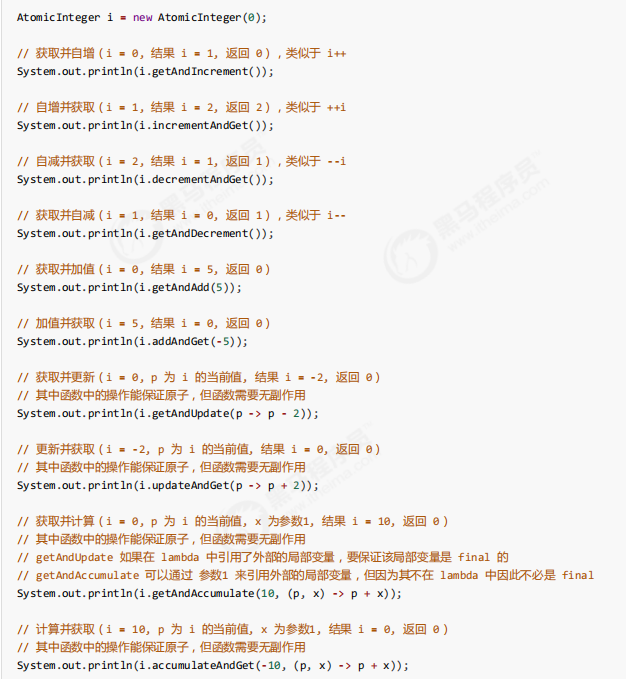 AtomicInteger i = new AtomicInteger(0);
// 获取并自增（i = 0, 结果 i = 1, 返回 0），类似于 i++
System.out.println(i.getAndIncrement());
// 自增并获取（i = 1, 结果 i = 2, 返回 2），类似于 ++i
System.out.println(i.incrementAndGet());
// 自减并获取（i = 2, 结果 i = 1, 返回 1），类似于 --i
System.out.println(i.decrementAndGet());
// 获取并自减（i = 1, 结果 i = 0, 返回 1），类似于 i--
System.out.println(i.getAndDecrement());
// 获取并加值（i = 0, 结果 i = 5, 返回 0）
System.out.println(i.getAndAdd(5));
// 加值并获取（i = 5, 结果 i = 0, 返回 0）
System.out.println(i.addAndGet(-5));
// 获取并更新（i = 0, p 为 i 的当前值, 结果 i = -2, 返回 0）
// 其中函数中的操作能保证原子，但函数需要无副作用
System.out.println(i.getAndUpdate(p -> p - 2));
// 更新并获取（i = -2, p 为 i 的当前值, 结果 i = 0, 返回 0）
// 其中函数中的操作能保证原子，但函数需要无副作用
System.out.println(i.updateAndGet(p -> p + 2));
// 获取并计算（i = 0, p 为 i 的当前值, x 为参数1, 结果 i = 10, 返回 0）
// 其中函数中的操作能保证原子，但函数需要无副作用
// getAndUpdate 如果在 lambda 中引用了外部的局部变量，要保证该局部变量是 final 的
// getAndAccumulate 可以通过 参数1 来引用外部的局部变量，但因为其不在 lambda 中因此不必是 final
System.out.println(i.getAndAccumulate(10, (p, x) -> p + x));
// 计算并获取（i = 10, p 为 i 的当前值, x 为参数1, 结果 i = 0, 返回 0）
// 其中函数中的操作能保证原子，但函数需要无副作用
System.out.println(i.accumulateAndGet(-10, (p, x) -> p + x));
黑马程序员
www.itheima.com